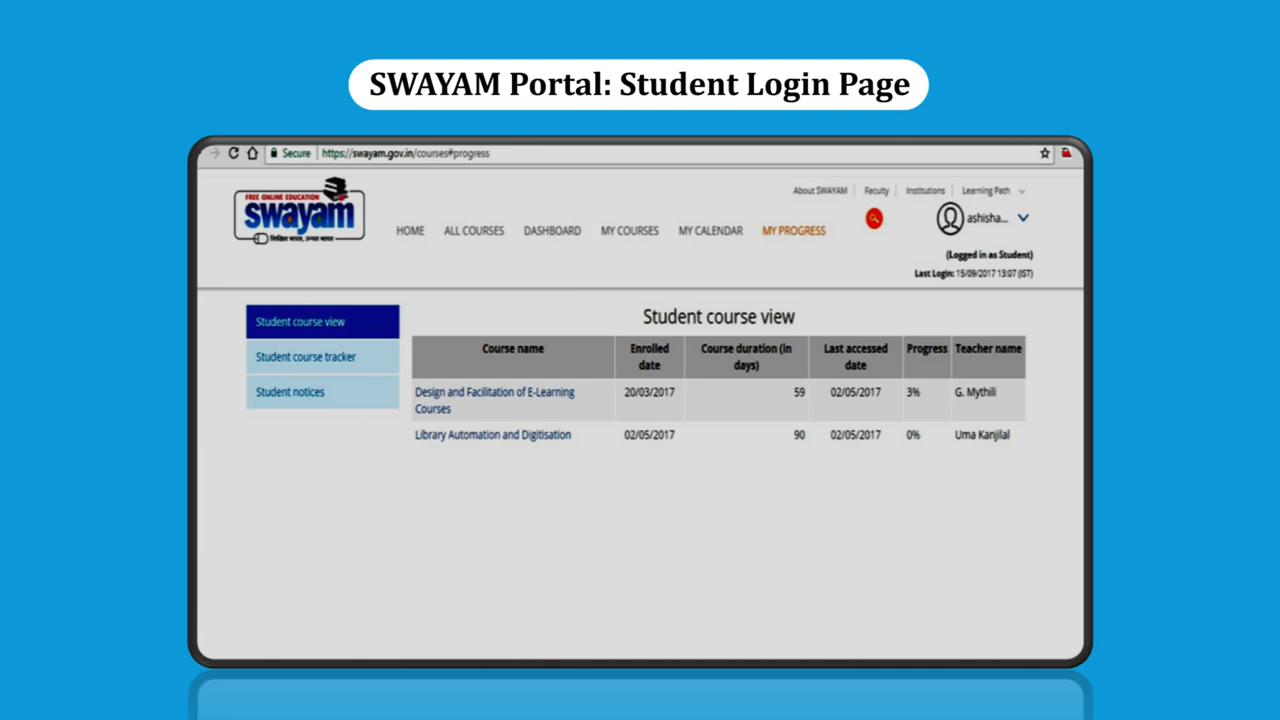 SWAYAM Portal: Student Login Page
Secure | https://swayam.gov.in/courses#progress
About SWAYAM | Faculty | Institutions | Learning Path
FREE ONLINE EDUCATION
swayam
शिक्षित भारत, उन्नत भारत
HOME ALL COURSES DASHBOARD MY COURSES MY CALENDAR MY PROGRESS
ashisha...
(Logged in as Student)
Last Login: 15/09/2017 13:07 (IST)
Student course view
Student course tracker
Student notices
Student course view
Course name Enrolled date Course duration (in days) Last accessed date Progress Teacher name
Design and Facilitation of E-Learning Courses 20/03/2017 59 02/05/2017 3% G. Mythili
Library Automation and Digitisation 02/05/2017 90 02/05/2017 0% Uma Kanjilal